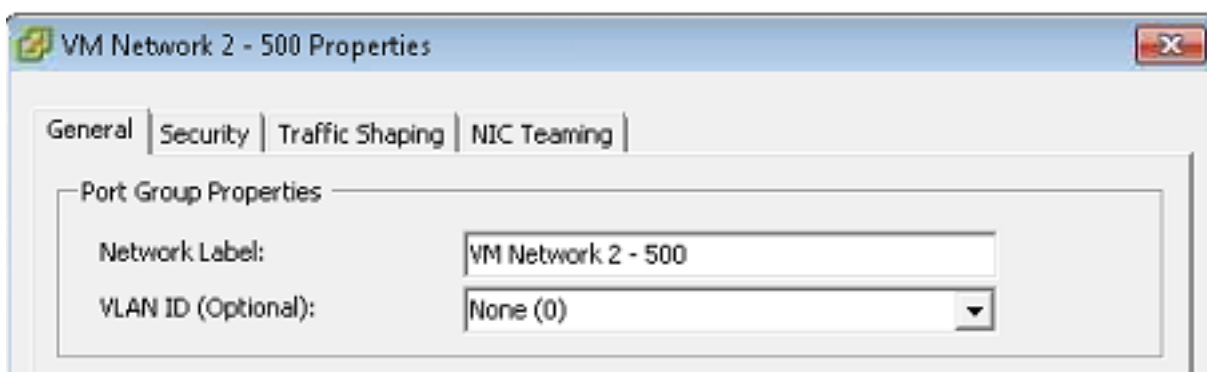 VM Network 2 - 500 Properties
General Security Traffic Shaping NIC Teaming
Port Group Properties
Network Label: VM Network 2 - 500
VLAN ID (Optional): None (0)